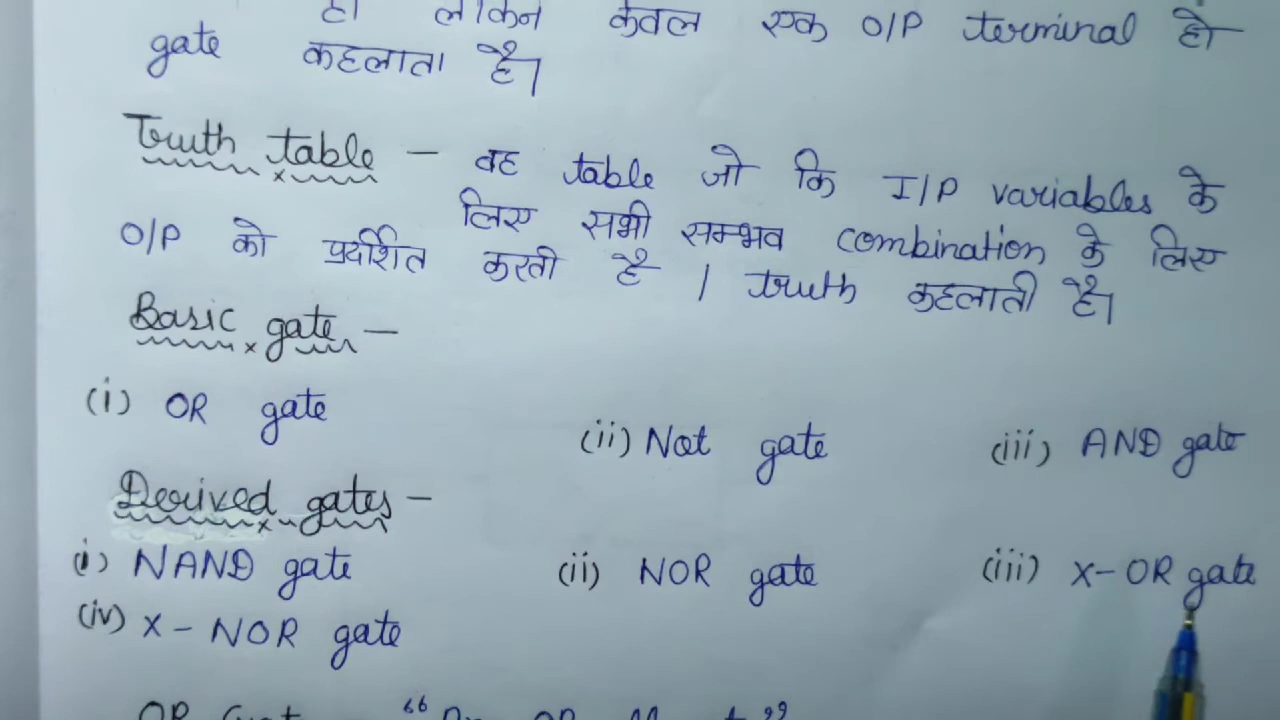 हो लेकिन केवल एक O/P terminal हो
gate कहलाता है।
Truth table – वह table जो कि I/P variables के
लिए सभी सम्भव combination के लिए
O/P को प्रदर्शित करती है । truth कहलाती है।
Basic gate –
(i) OR gate (ii) Not gate (iii) AND gate
Derived gates –
(i) NAND gate (ii) NOR gate (iii) X-OR gate
(iv) X-NOR gate